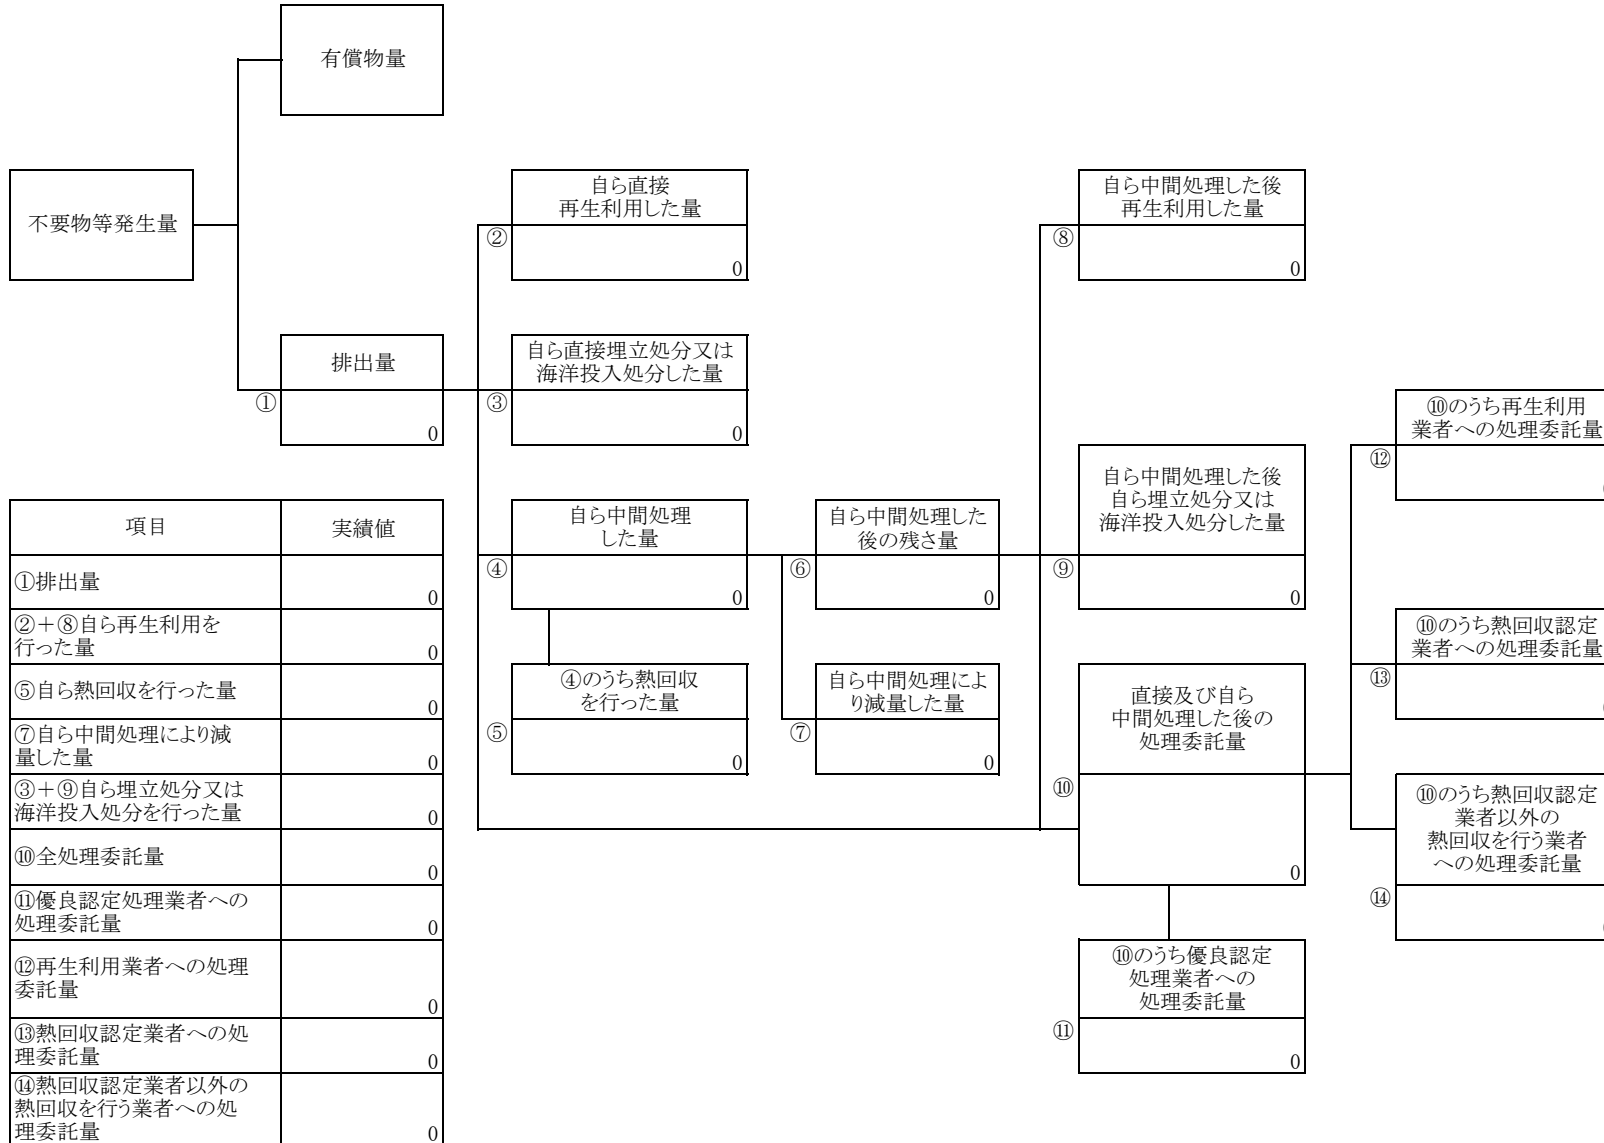 有償物量
不要物等発生量
自ら直接
再生利用した量
②
0
自ら中間処理した後
再生利用した量
⑧
0
排出量
①
0
自ら直接埋立処分又は
海洋投入処分した量
③
0
⑩のうち再生利用
業者への処理委託量
⑫
自ら中間処理
した量
④
0
自ら中間処理した
後の残さ量
⑥
0
自ら中間処理した後
自ら埋立処分又は
海洋投入処分した量
⑨
0
⑩のうち熱回収認定
業者への処理委託量
⑬
④のうち熱回収
を行った量
⑤
0
自ら中間処理によ
り減量した量
⑦
0
直接及び自ら
中間処理した後の
処理委託量
⑩
0
⑩のうち熱回収認定
業者以外の
熱回収を行う業者
への処理委託量
⑭
⑩のうち優良認定
処理業者への
処理委託量
⑪
0
項目 実績値
①排出量
0
②＋⑧自ら再生利用を
行った量
0
⑤自ら熱回収を行った量
0
⑦自ら中間処理により減
量した量
0
③＋⑨自ら埋立処分又は
海洋投入処分を行った量
0
⑩全処理委託量
0
⑪優良認定処理業者への
処理委託量
0
⑫再生利用業者への処理
委託量
0
⑬熱回収認定業者への処
理委託量
0
⑭熱回収認定業者以外の
熱回収を行う業者への処
理委託量
0